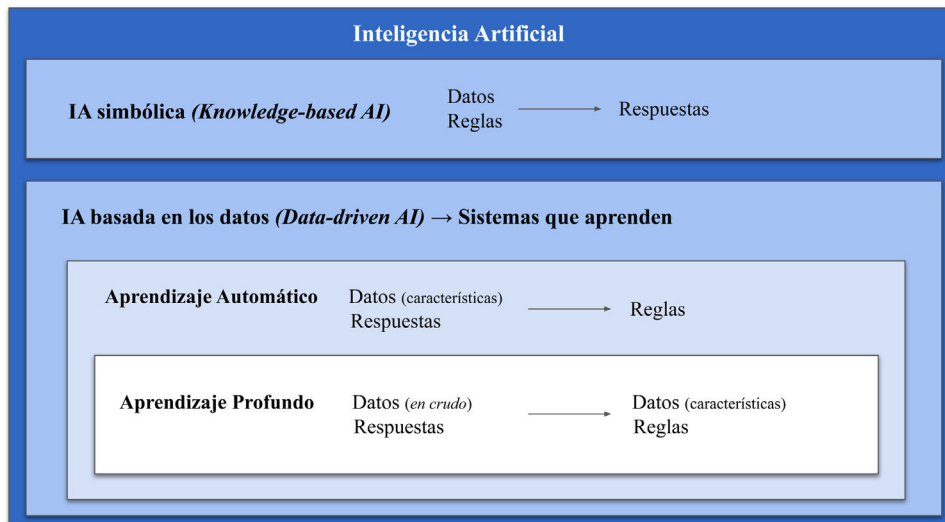 Inteligencia Artificial
IA simbólica (Knowledge-based AI)
Datos
Reglas
Respuestas
IA basada en los datos (Data-driven AI) → Sistemas que aprenden
Aprendizaje Automático
Datos (características)
Respuestas
Reglas
Aprendizaje Profundo
Datos (en crudo)
Respuestas
Datos (características)
Reglas